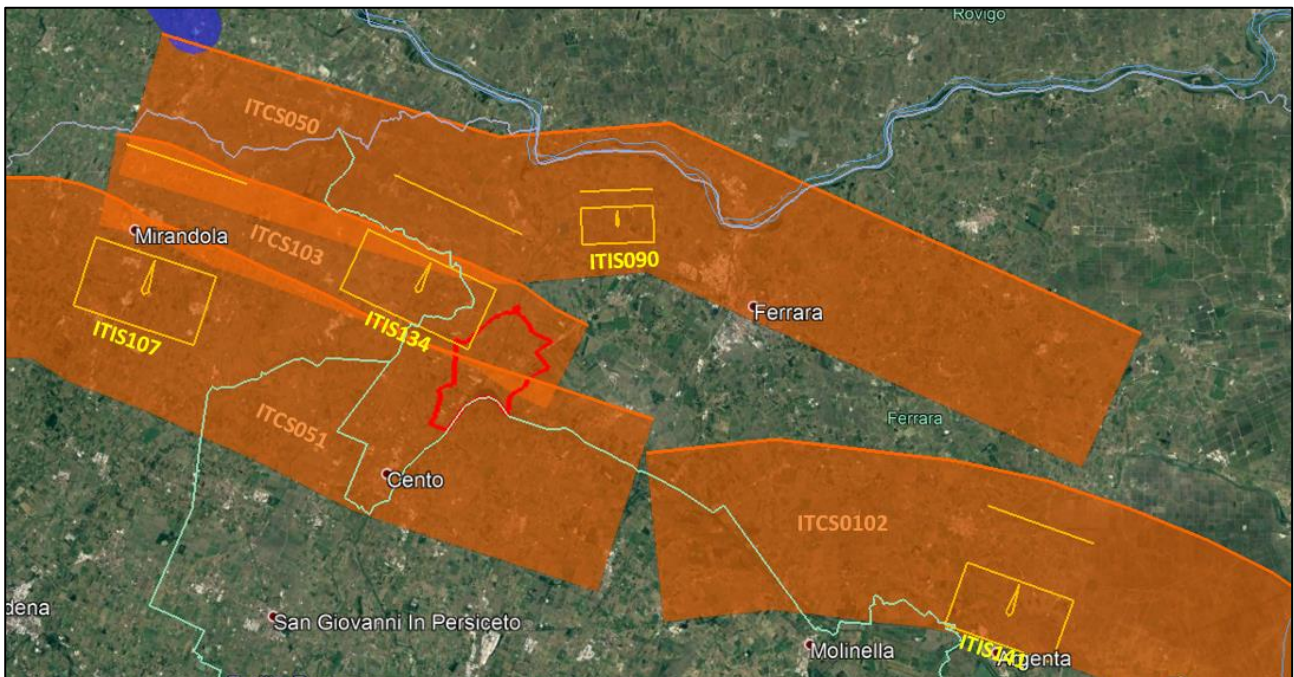 Rovigo
ITCS050
Mirandola
ITCS103
ITIS090
ITIS107
ITIS134
Ferrara
ITCS051
Ferrara
Cento
ITCS0102
dena
San Giovanni In Persiceto
Molinella
ITIS141
Argenta